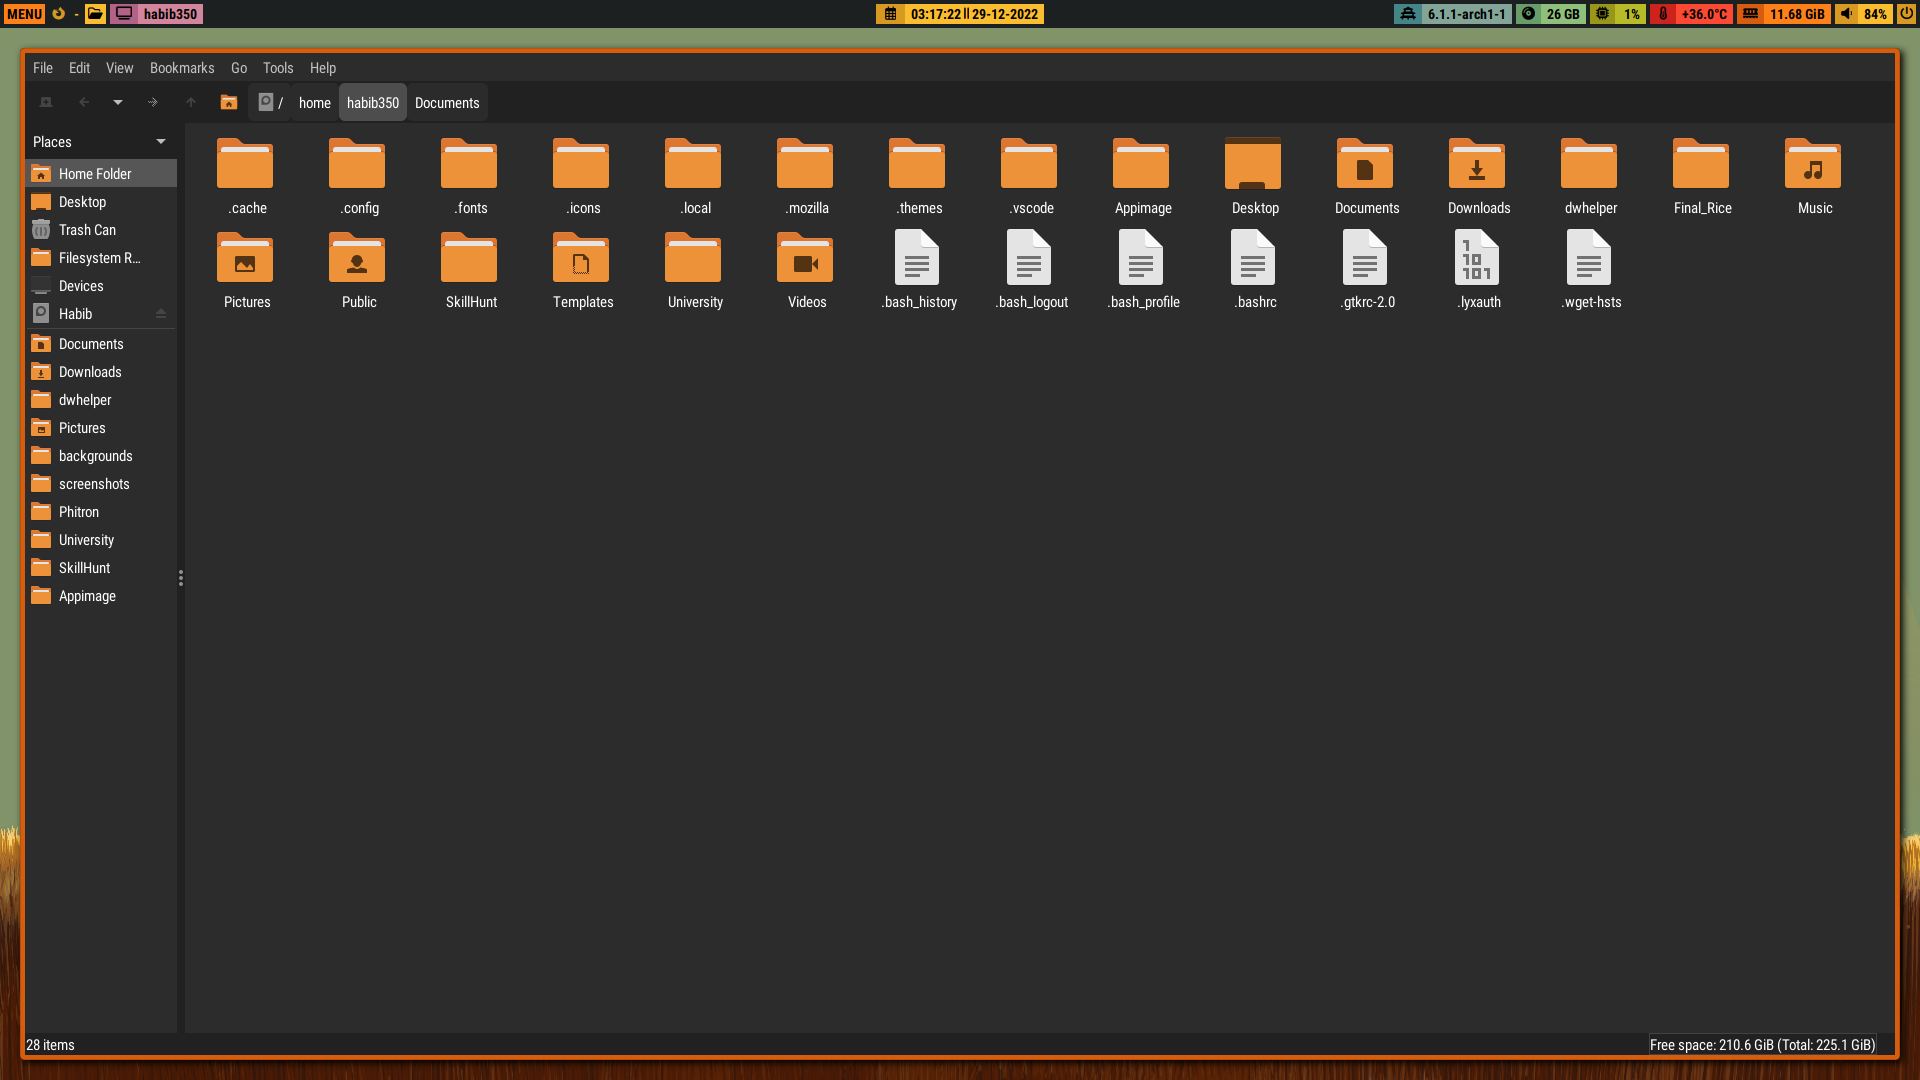 MENU - habib350 03:17:22 || 29-12-2022 6.1.1-arch1-1 26 GB 1% +36.0°C 11.68 GiB 84%
File Edit View Bookmarks Go Tools Help
/ home habib350 Documents
Places
Home Folder
Desktop
Trash Can
Filesystem R...
Devices
Habib
Documents
Downloads
dwhelper
Pictures
backgrounds
screenshots
Phitron
University
SkillHunt
Appimage
.cache .config .fonts .icons .local .mozilla .themes .vscode Appimage Desktop Documents Downloads dwhelper Final_Rice Music
Pictures Public SkillHunt Templates University Videos .bash_history .bash_logout .bash_profile .bashrc .gtkrc-2.0 .lyxauth .wget-hsts
28 items
Free space: 210.6 GiB (Total: 225.1 GiB)